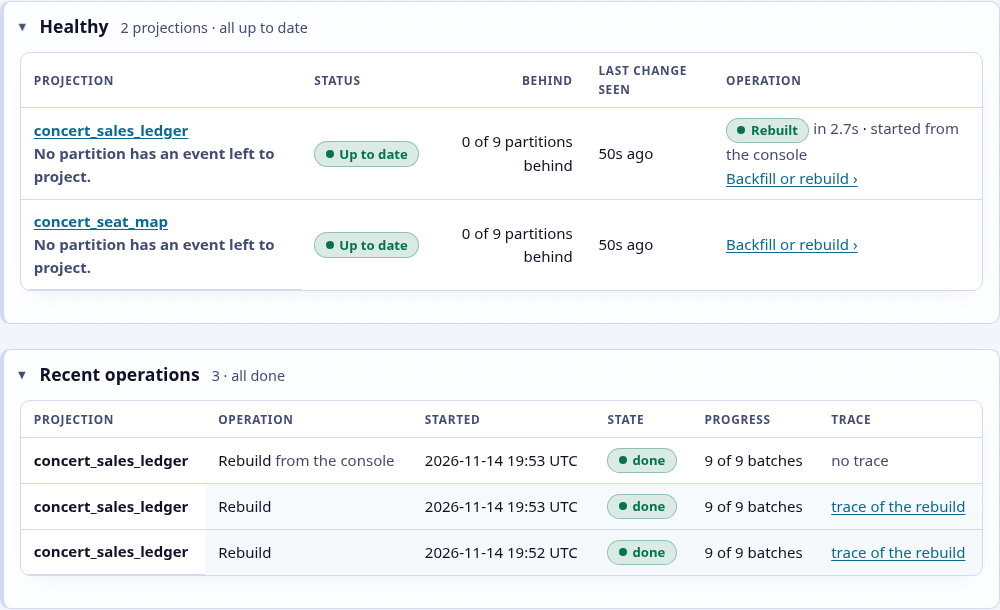 ▼ Healthy 2 projections · all up to date
PROJECTION STATUS BEHIND LAST CHANGE SEEN OPERATION
concert_sales_ledger
No partition has an event left to
project.
Up to date
0 of 9 partitions
behind
50s ago
Rebuilt in 2.7s · started from
the console
Backfill or rebuild ›
concert_seat_map
No partition has an event left to
project.
Up to date
0 of 9 partitions
behind
50s ago
Backfill or rebuild ›
▼ Recent operations 3 · all done
PROJECTION OPERATION STARTED STATE PROGRESS TRACE
concert_sales_ledger Rebuild from the console 2026-11-14 19:53 UTC done 9 of 9 batches no trace
concert_sales_ledger Rebuild 2026-11-14 19:53 UTC done 9 of 9 batches trace of the rebuild
concert_sales_ledger Rebuild 2026-11-14 19:52 UTC done 9 of 9 batches trace of the rebuild